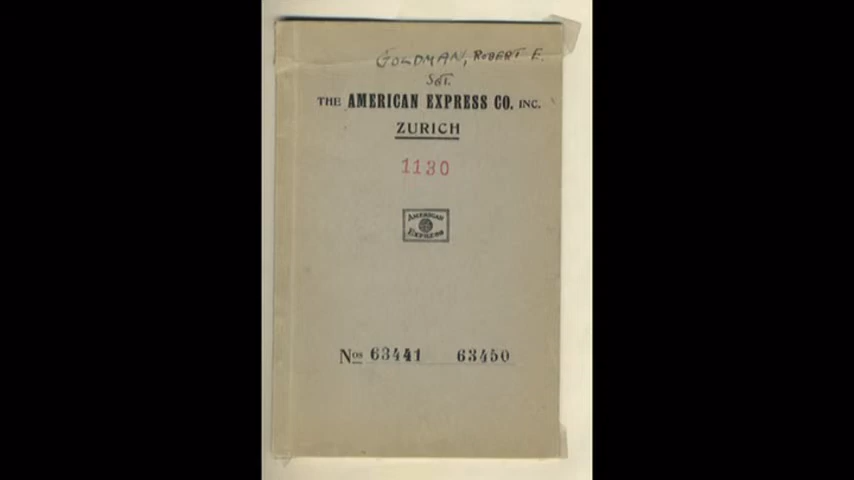 GOLDMAN, ROBERT E.
SGT.
THE AMERICAN EXPRESS CO. INC.
ZURICH
1130
AMERICAN
EXPRESS
Nos 63441 63450